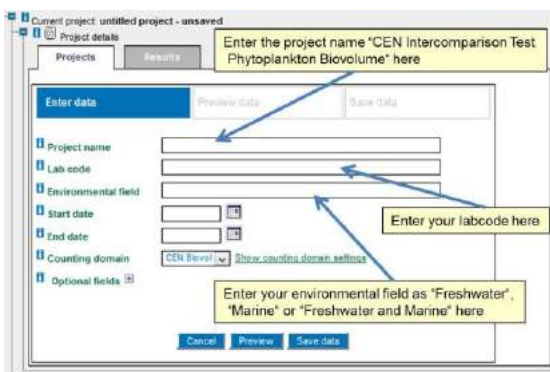 Current project: untitled project - unsaved
Project details
Projects
Results
Enter the project name "CEN Intercomparison Test
Phytoplankton Biovolume" here
Enter data
Preview data
Save data
Project name
Lab code
Environmental field
Start date
End date
Enter your labcode here
Counting domain
CEN Biovol
Show counting domain settings
Optional fields
Enter your environmental field as "Freshwater",
"Marine" or "Freshwater and Marine" here
Cancel
Preview
Save data